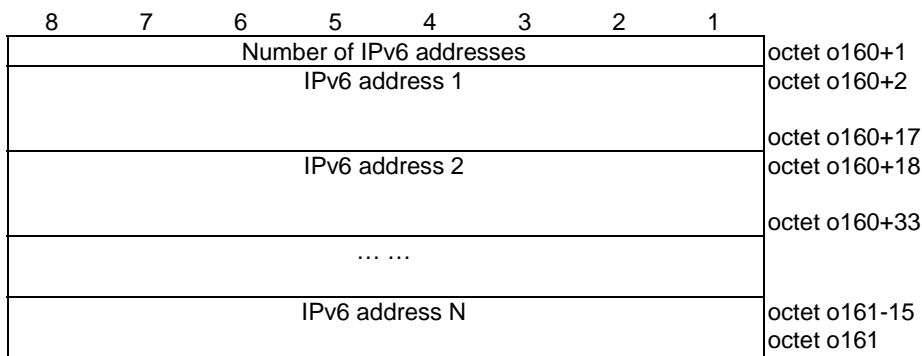 8 7 6 5 4 3 2 1
Number of IPv6 addresses octet o160+1
IPv6 address 1 octet o160+2
octet o160+17
IPv6 address 2 octet o160+18
octet o160+33
… …
IPv6 address N octet o161-15
octet o161